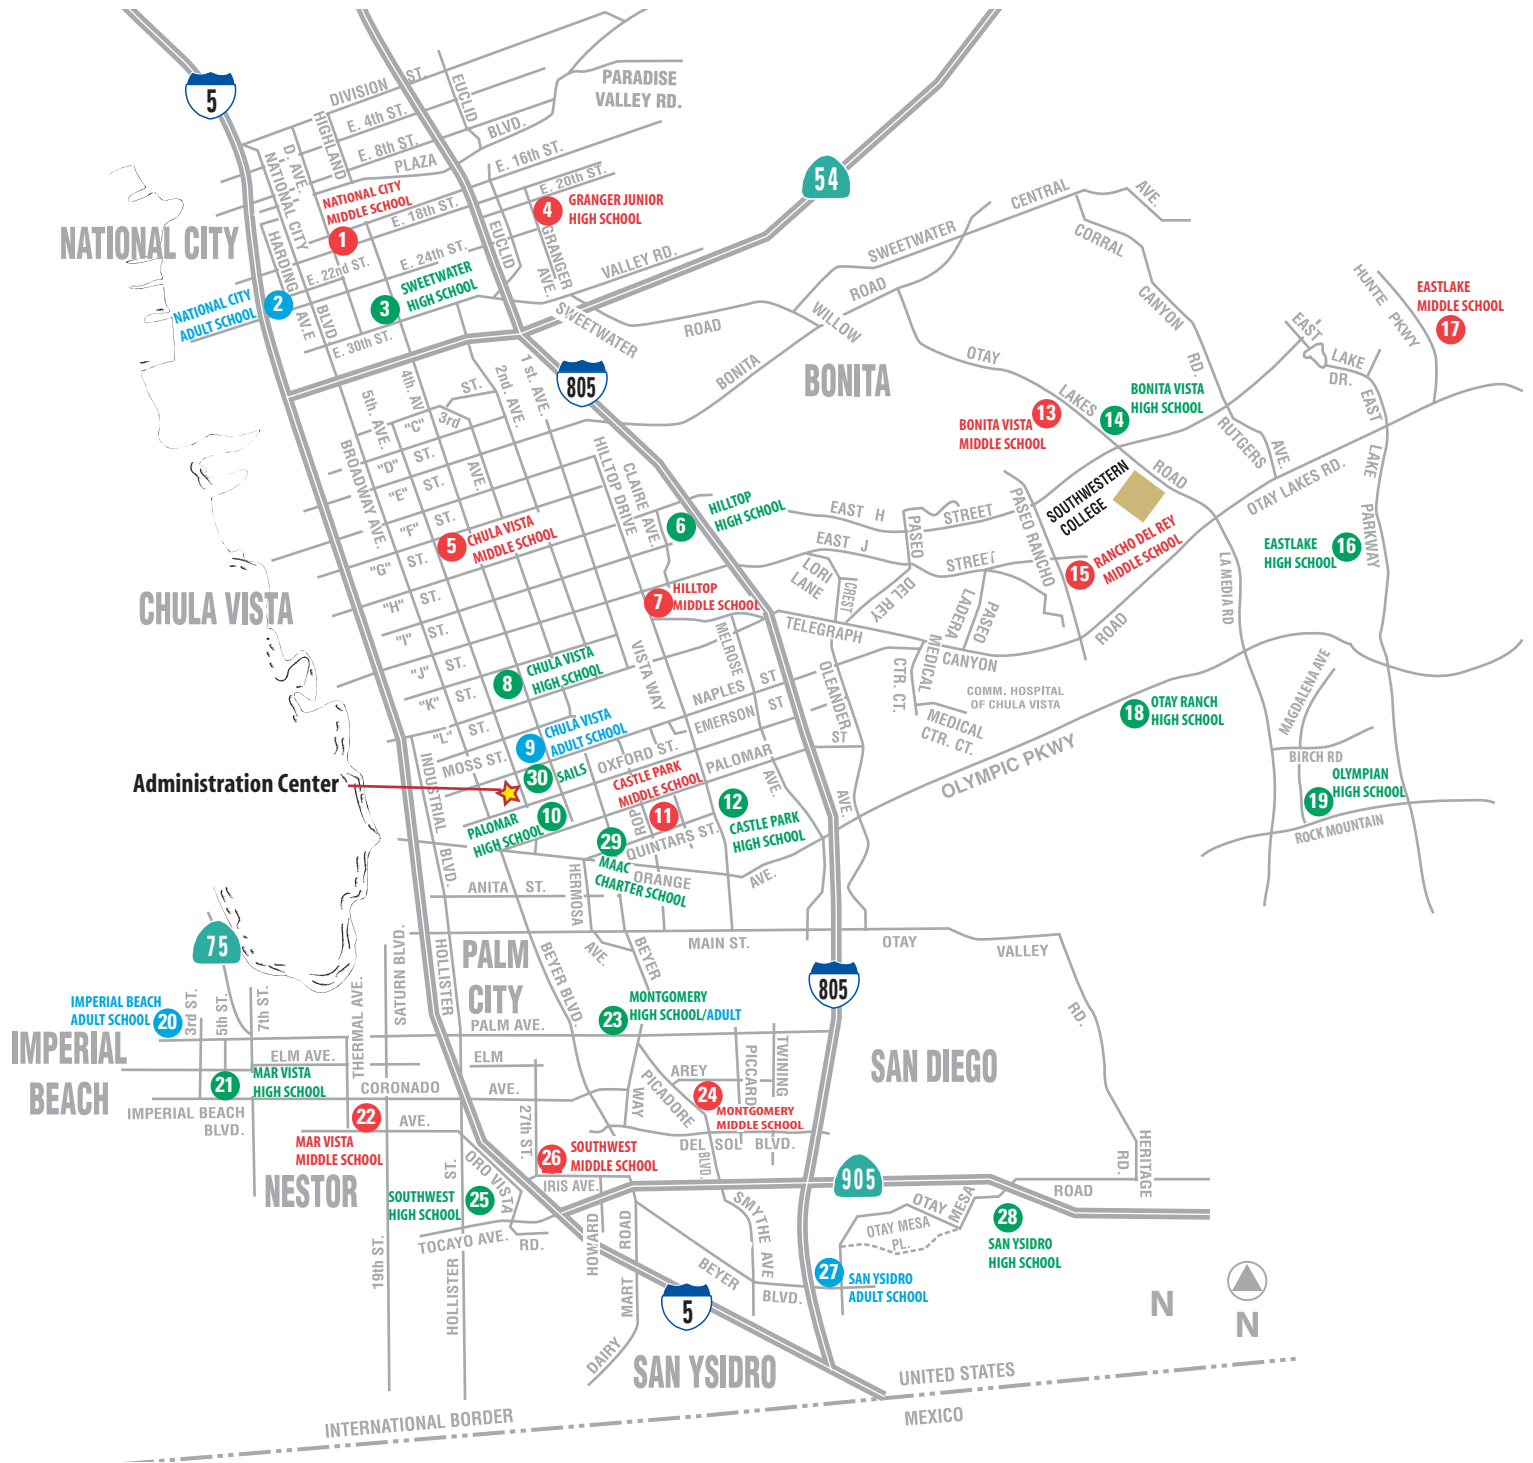 5
DIVISION ST.
EUCLID
PARADISE
VALLEY RD.
HIGHLAND
E. 4th ST.
BLVD.
E. 8th ST.
PLAZA
E. 16th ST.
D. AVE.
NATIONAL CITY
54
NATIONAL CITY
MIDDLE SCHOOL
1
E. 18th ST.
E. 20th ST.
4
GRANGER JUNIOR
HIGH SCHOOL
CENTRAL
AVE.
NATIONAL CITY
HARDING
AV.E
BLVD.
E. 22nd ST.
E. 24th ST.
EUCLID
GRANGER
AVE.
VALLEY RD.
SWEETWATER
ROAD
CORRAL
CANYON
RD.
HUNTE PKWY
EASTLAKE
MIDDLE SCHOOL
17
NATIONAL CITY
ADULT SCHOOL
2
3
SWEETWATER
HIGH SCHOOL
E. 30th ST.
SWEETWATER
ROAD
WILLOW
BONITA
BONITA
OTAY
LAKES
ROAD
EAST
LAKE
DR.
EAST
LAKE
PARKWAY
805
5th. AVE.
4th. AV
ST.
3rd
AVE.
2nd. AVE.
1 st. AVE.
"C"
"D" ST.
"E" ST.
"F" ST.
"G" ST.
"H" ST.
"I" ST.
"J" ST.
"K" ST.
"L" ST.
BROADWAY AVE.
HILLTOP DRIVE
CLAIRE AVE.
BONITA VISTA
MIDDLE SCHOOL
13
14
BONITA VISTA
HIGH SCHOOL
RUTGERS
AVE.
OTAY LAKES RD.
SOUTHWESTERN
COLLEGE
5
CHULA VISTA
MIDDLE SCHOOL
6
HILLTOP
HIGH SCHOOL
EAST H
STREET
EAST J
STREET
PASEO
DEL REY
PASEO RANCHO
15
RANCHO DEL REY
MIDDLE SCHOOL
LA MEDIA RD
EASTLAKE
HIGH SCHOOL
16
CHULA VISTA
7
HILLTOP
MIDDLE SCHOOL
LORI
LANE
CREST
PASEO
LADERA
ROAD
TELEGRAPH
CANYON
MELROSE
AVE.
VISTA WAY
8
CHULA VISTA
HIGH SCHOOL
NAPLES ST
EMERSON ST
OLEANDER
AVE.
ST
MEDICAL
CTR. CT.
MEDICAL
CTR. CT.
COMM. HOSPITAL
OF CHULA VISTA
18
OTAY RANCH
HIGH SCHOOL
MAGDALENA AVE
OLYMPIC PKWY
BIRCH RD
19
OLYMPIAN
HIGH SCHOOL
ROCK MOUNTAIN
MOSS ST.
9
CHULA VISTA
ADULT SCHOOL
OXFORD ST.
PALOMAR
Administration Center
30
SAILS
CASTLE PARK
MIDDLE SCHOOL
11
12
CASTLE PARK
HIGH SCHOOL
PALOMAR
HIGH SCHOOL
10
29
MAAC
CHARTER SCHOOL
QUINTARS ST.
ORANGE
AVE.
INDUSTRIAL
BLVD.
ANITA ST.
HERMOSA
AVE.
MAIN ST.
OTAY
VALLEY
RD.
75
SATURN BLVD.
HOLLISTER
PALM
CITY
BEYER BLVD.
BEYER
WAY
805
IMPERIAL BEACH
ADULT SCHOOL
20
3rd ST.
5th ST.
7th ST.
THERMAL AVE.
PALM AVE.
23
MONTGOMERY
HIGH SCHOOL/ADULT
IMPERIAL
BEACH
ELM AVE.
ELM
21
MAR VISTA
HIGH SCHOOL
CORONADO
AVE.
AREY
PICCARD
TWINING
PICADORE
BLVD.
SAN DIEGO
IMPERIAL BEACH
BLVD.
22
AVE.
24
MONTGOMERY
MIDDLE SCHOOL
MAR VISTA
MIDDLE SCHOOL
27th ST.
DEL SOL BLVD.
HERITAGE
RD.
NESTOR
26
SOUTHWEST
MIDDLE SCHOOL
ORO VISTA
RD.
IRIS AVE.
905
ROAD
SOUTHWEST
HIGH SCHOOL
25
ST.
TOCAYO AVE.
HOWARD
SMYTHE AVE
OTAY
MESA
OTAY MESA
PL.
28
SAN YSIDRO
HIGH SCHOOL
19th ST.
HOLLISTER
DAIRY
MART
ROAD
BEYER
BLVD.
27
SAN YSIDRO
ADULT SCHOOL
5
N
N
SAN YSIDRO
UNITED STATES
INTERNATIONAL BORDER
MEXICO